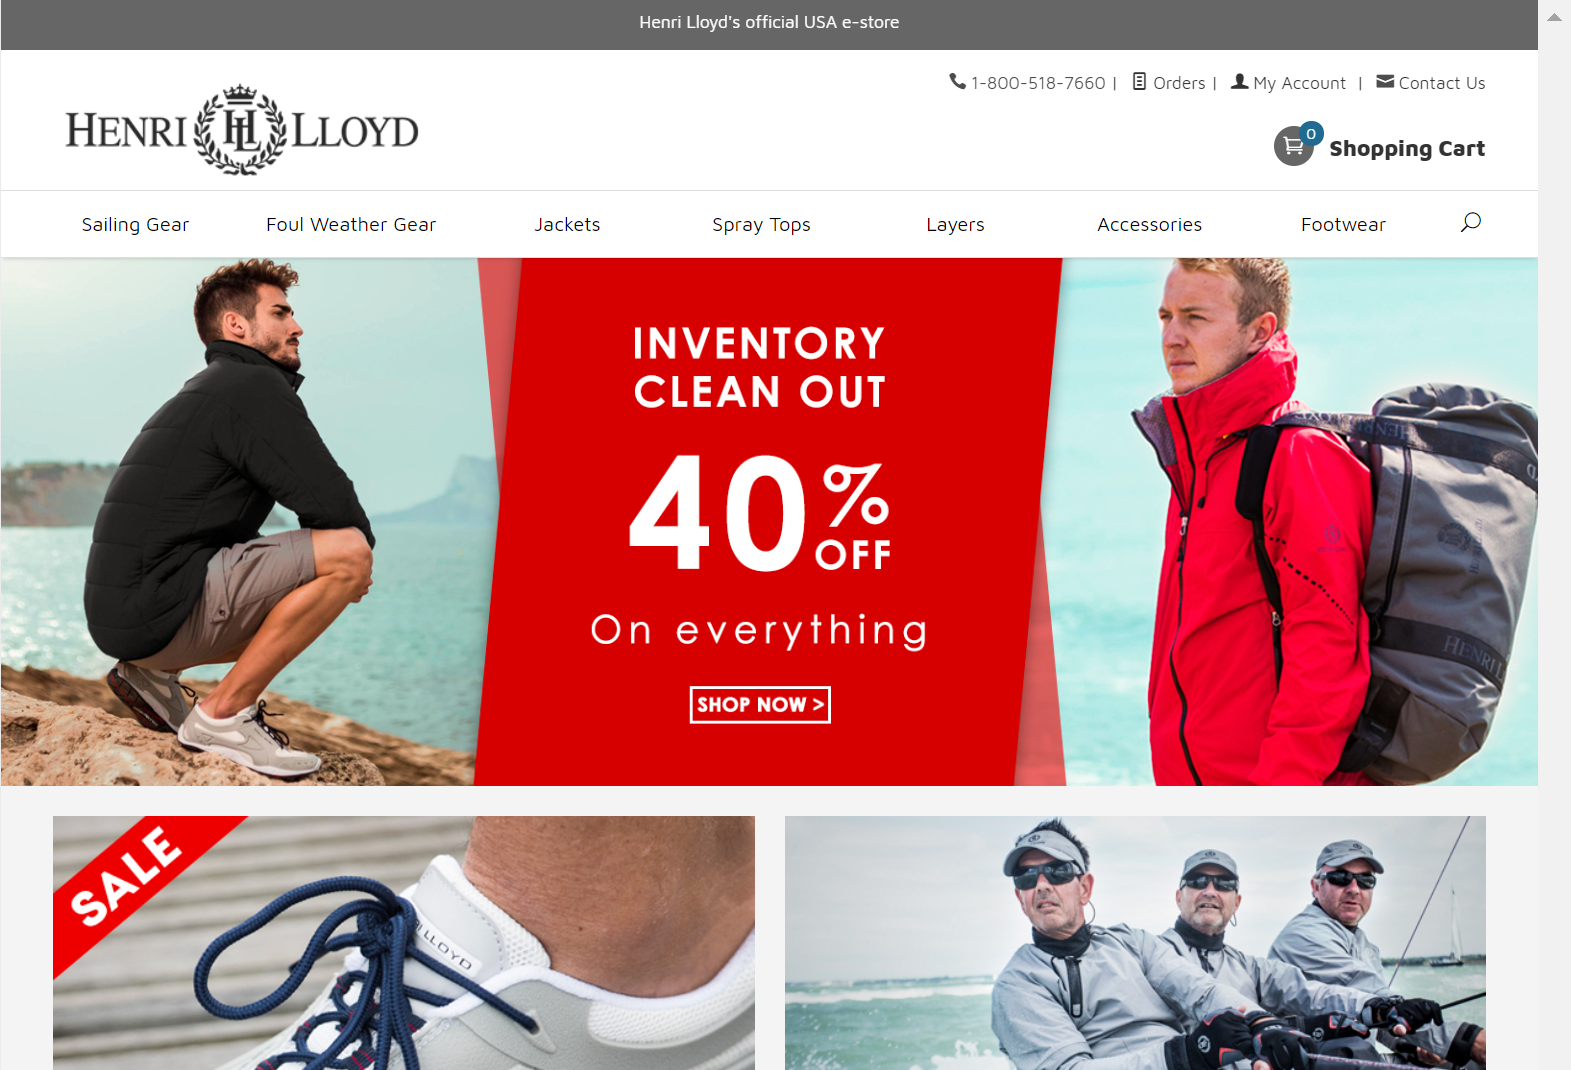 Henri Lloyd's official USA e-store
1-800-518-7660 | Orders | My Account | Contact Us
HENRI HL LLOYD
0 Shopping Cart
Sailing Gear Foul Weather Gear Jackets Spray Tops Layers Accessories Footwear
INVENTORY
CLEAN OUT
40% OFF
On everything
SHOP NOW >
HENRI L
SALE
LLOYD